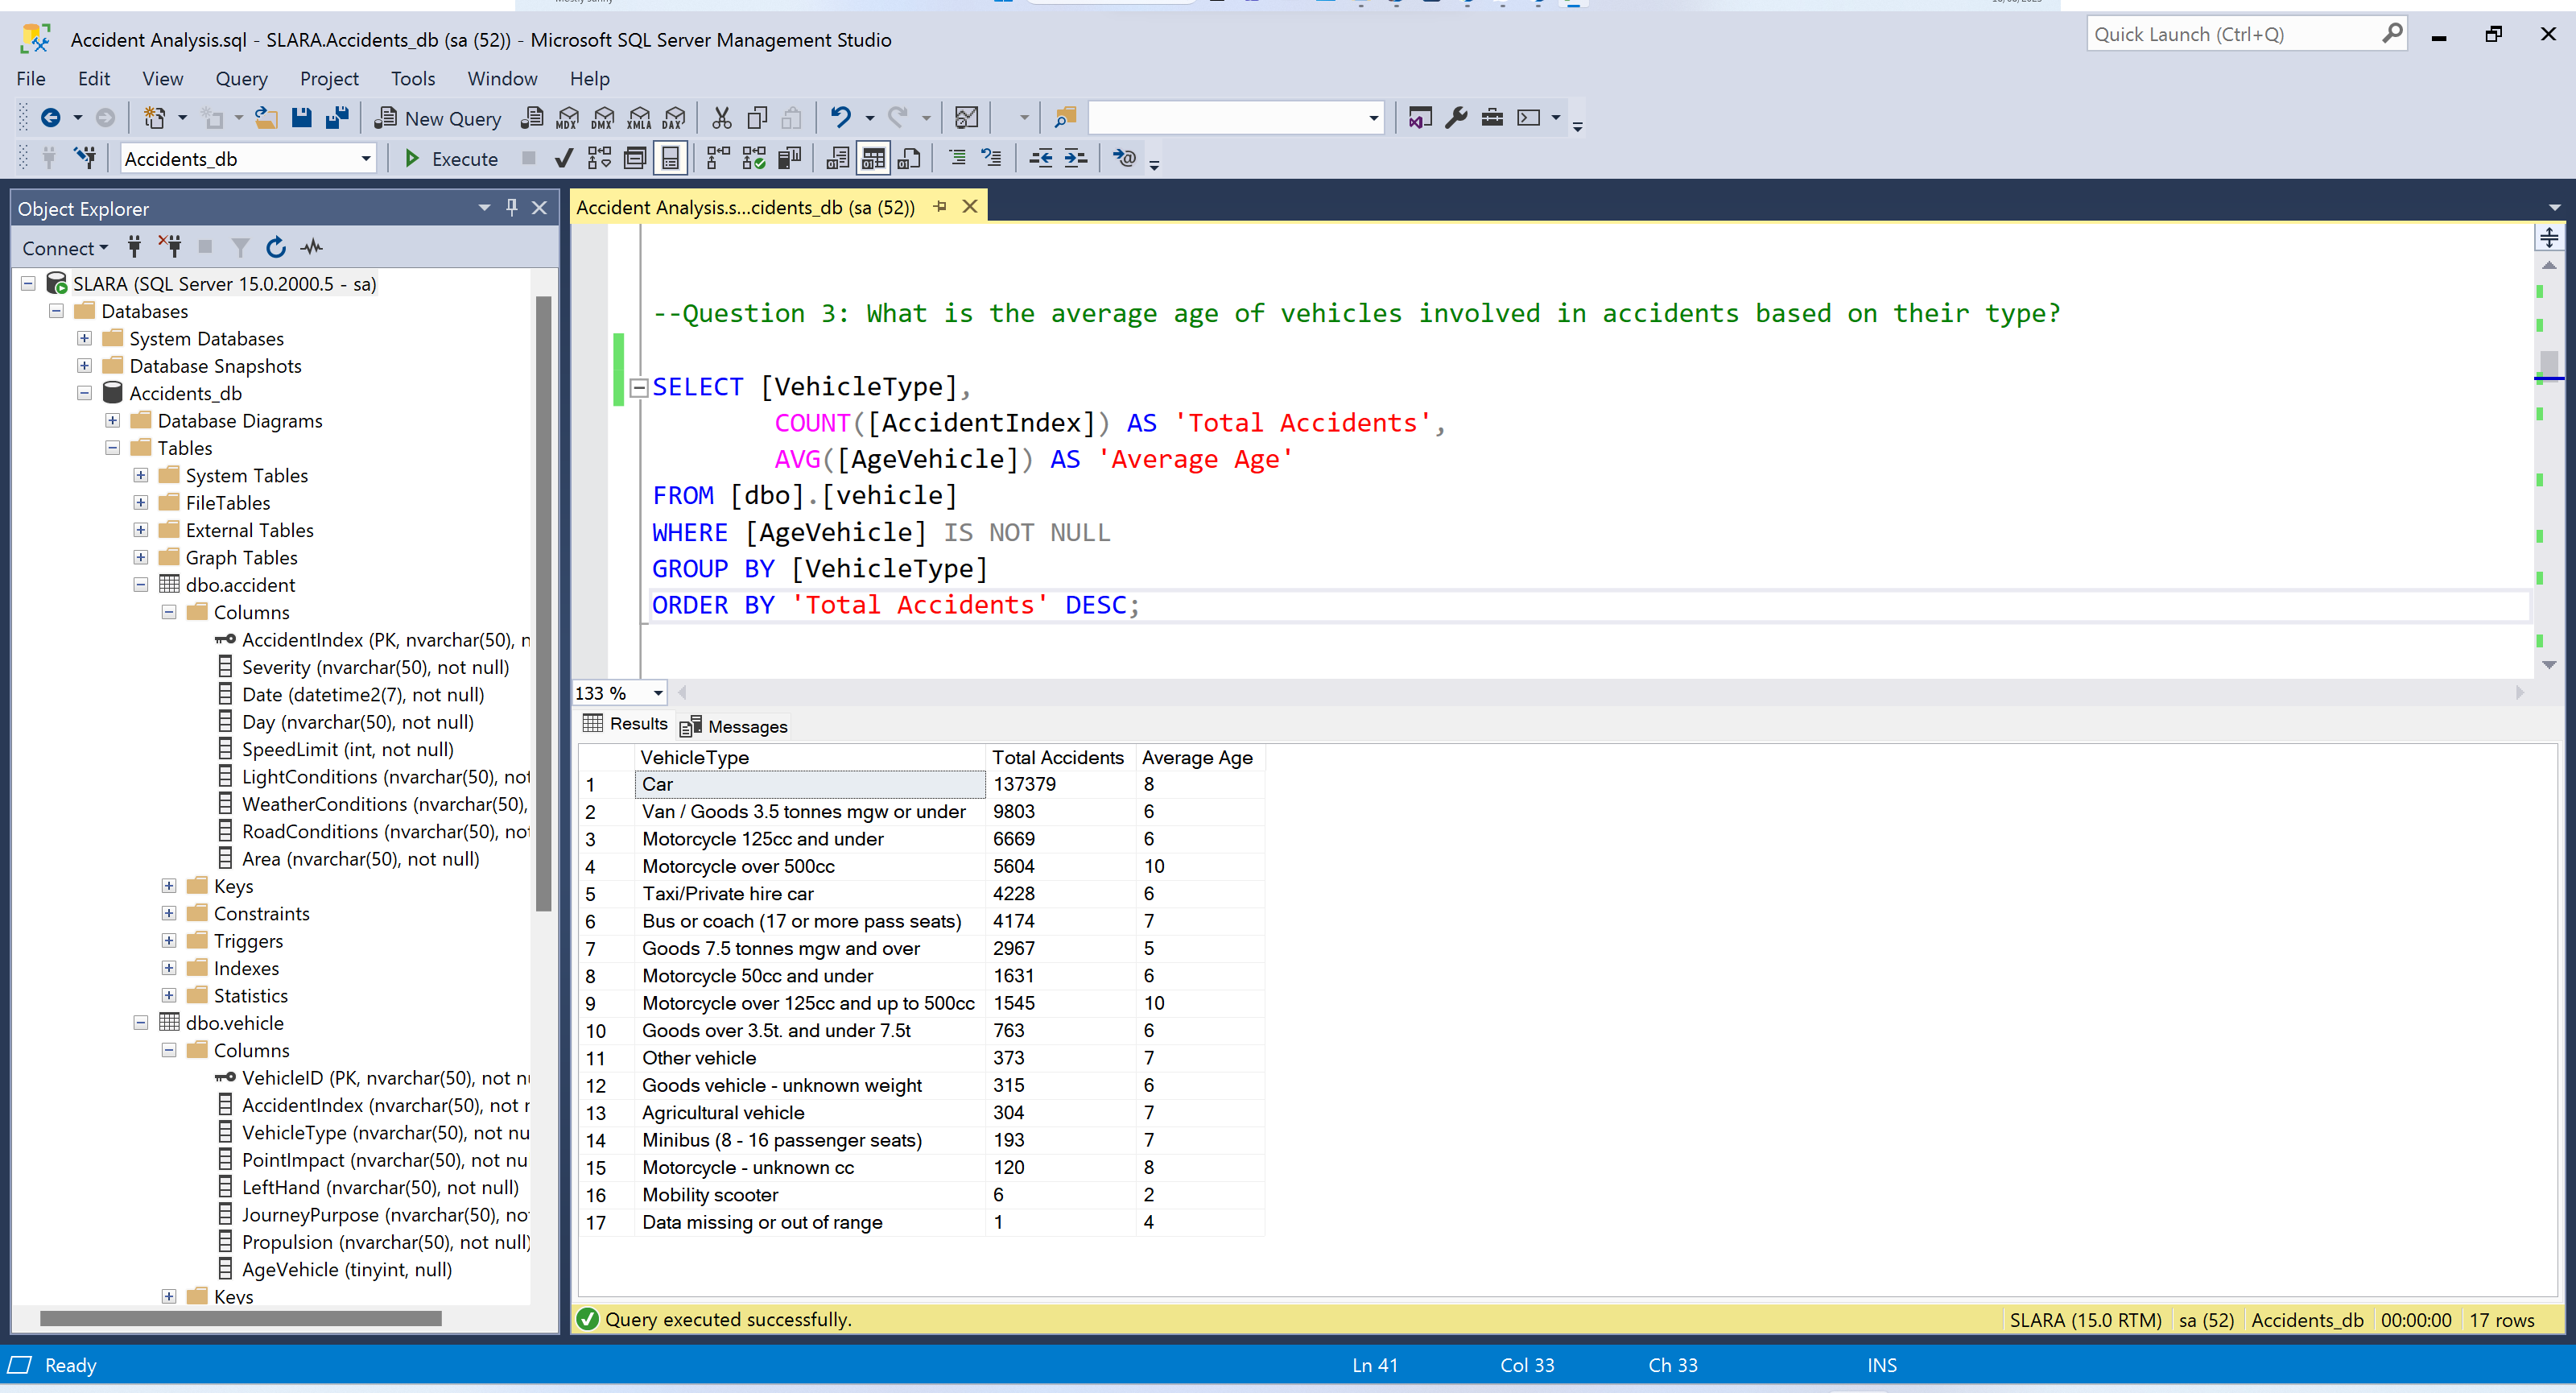 Accident Analysis.sql - SLARA.Accidents_db (sa (52)) - Microsoft SQL Server Management Studio
Quick Launch (Ctrl+Q)
File Edit View Query Project Tools Window Help
New Query MDX DMX XMLA DAX
Accidents_db Execute
Object Explorer
Connect
SLARA (SQL Server 15.0.2000.5 - sa)
Databases
System Databases
Database Snapshots
Accidents_db
Database Diagrams
Tables
System Tables
FileTables
External Tables
Graph Tables
dbo.accident
Columns
AccidentIndex (PK, nvarchar(50), n
Severity (nvarchar(50), not null)
Date (datetime2(7), not null)
Day (nvarchar(50), not null)
SpeedLimit (int, not null)
LightConditions (nvarchar(50), not
WeatherConditions (nvarchar(50),
RoadConditions (nvarchar(50), not
Area (nvarchar(50), not null)
Keys
Constraints
Triggers
Indexes
Statistics
dbo.vehicle
Columns
VehicleID (PK, nvarchar(50), not nu
AccidentIndex (nvarchar(50), not n
VehicleType (nvarchar(50), not nu
PointImpact (nvarchar(50), not nu
LeftHand (nvarchar(50), not null)
JourneyPurpose (nvarchar(50), not
Propulsion (nvarchar(50), not null)
AgeVehicle (tinyint, null)
Keys
Accident Analysis.s...cidents_db (sa (52))
--Question 3: What is the average age of vehicles involved in accidents based on their type?
SELECT [VehicleType],
COUNT([AccidentIndex]) AS 'Total Accidents',
AVG([AgeVehicle]) AS 'Average Age'
FROM [dbo].[vehicle]
WHERE [AgeVehicle] IS NOT NULL
GROUP BY [VehicleType]
ORDER BY 'Total Accidents' DESC;
133 %
Results Messages
VehicleType Total Accidents Average Age
1 Car 137379 8
2 Van / Goods 3.5 tonnes mgw or under 9803 6
3 Motorcycle 125cc and under 6669 6
4 Motorcycle over 500cc 5604 10
5 Taxi/Private hire car 4228 6
6 Bus or coach (17 or more pass seats) 4174 7
7 Goods 7.5 tonnes mgw and over 2967 5
8 Motorcycle 50cc and under 1631 6
9 Motorcycle over 125cc and up to 500cc 1545 10
10 Goods over 3.5t. and under 7.5t 763 6
11 Other vehicle 373 7
12 Goods vehicle - unknown weight 315 6
13 Agricultural vehicle 304 7
14 Minibus (8 - 16 passenger seats) 193 7
15 Motorcycle - unknown cc 120 8
16 Mobility scooter 6 2
17 Data missing or out of range 1 4
Query executed successfully. SLARA (15.0 RTM) sa (52) Accidents_db 00:00:00 17 rows
Ready Ln 41 Col 33 Ch 33 INS